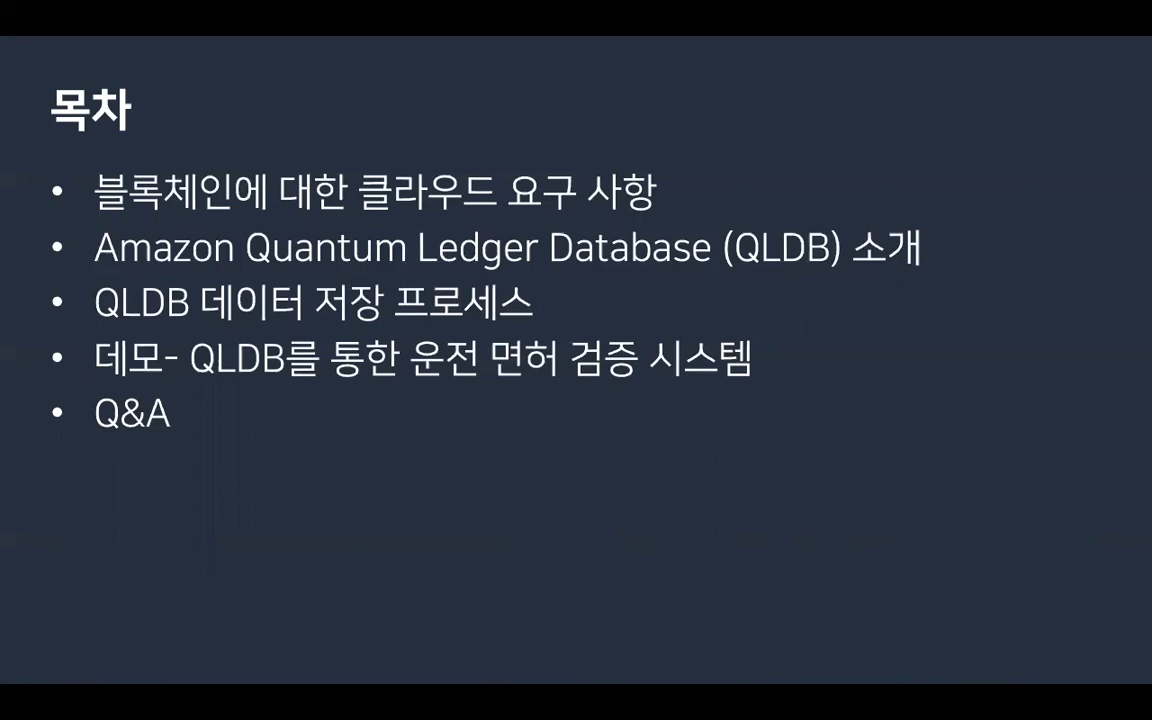 목차
• 블록체인에 대한 클라우드 요구 사항
• Amazon Quantum Ledger Database (QLDB) 소개
• QLDB 데이터 저장 프로세스
• 데모- QLDB를 통한 운전 면허 검증 시스템
• Q&A